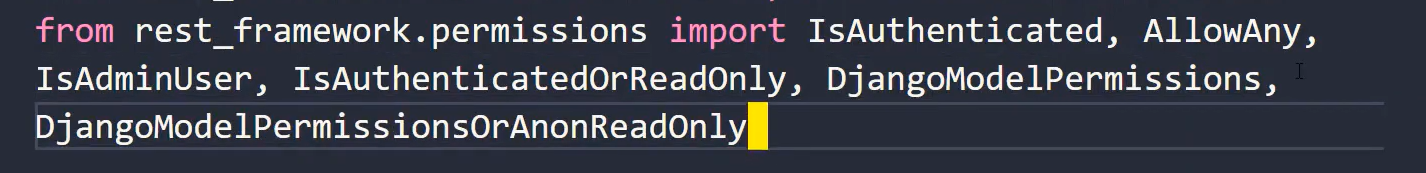 from rest_framework.permissions import IsAuthenticated, AllowAny,
IsAdminUser, IsAuthenticatedOrReadOnly, DjangoModelPermissions,
DjangoModelPermissionsOrAnonReadOnly